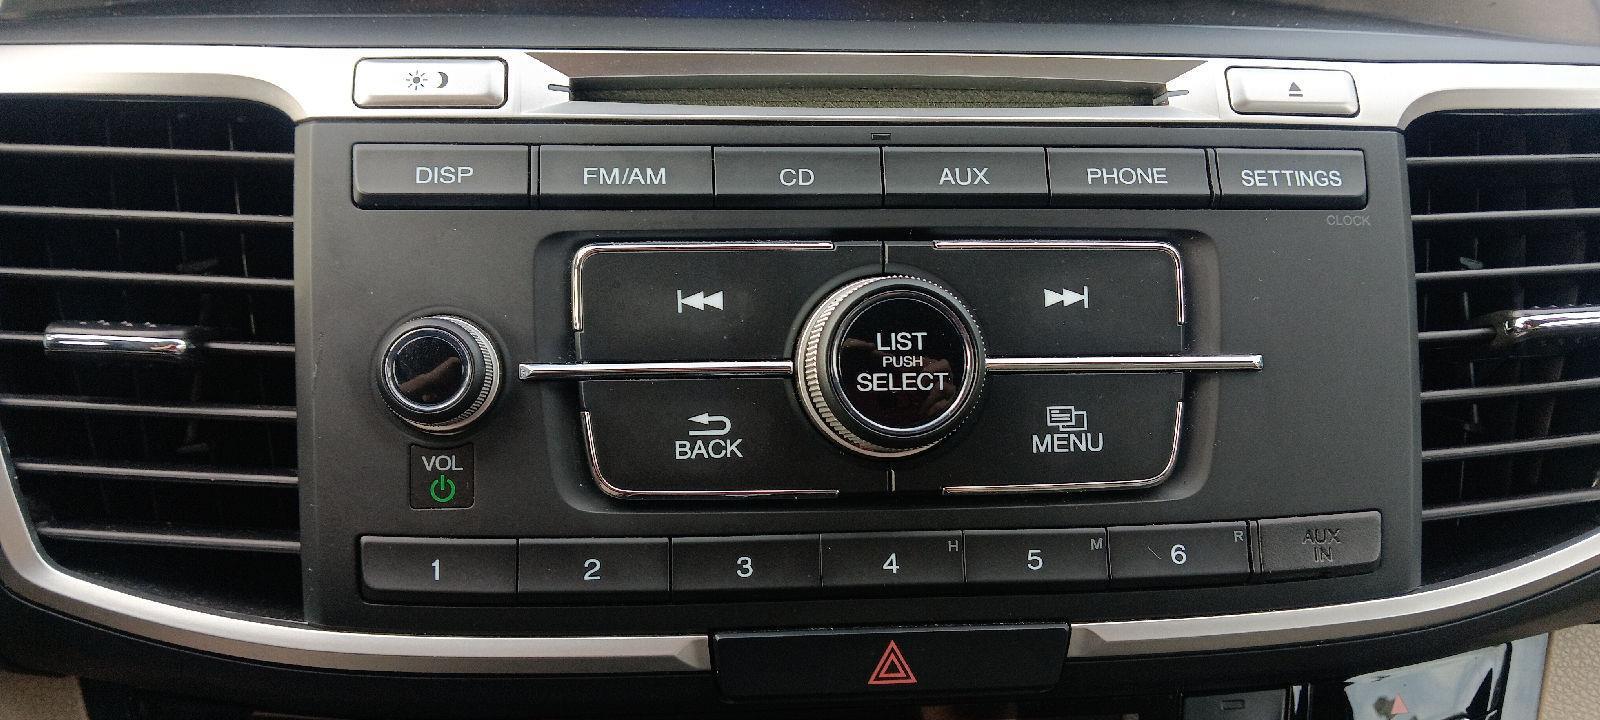 DISP FM/AM CD AUX PHONE SETTINGS
CLOCK
LIST
PUSH
SELECT
BACK
MENU
VOL
1 2 3 4 H 5 M 6 R
AUX
IN